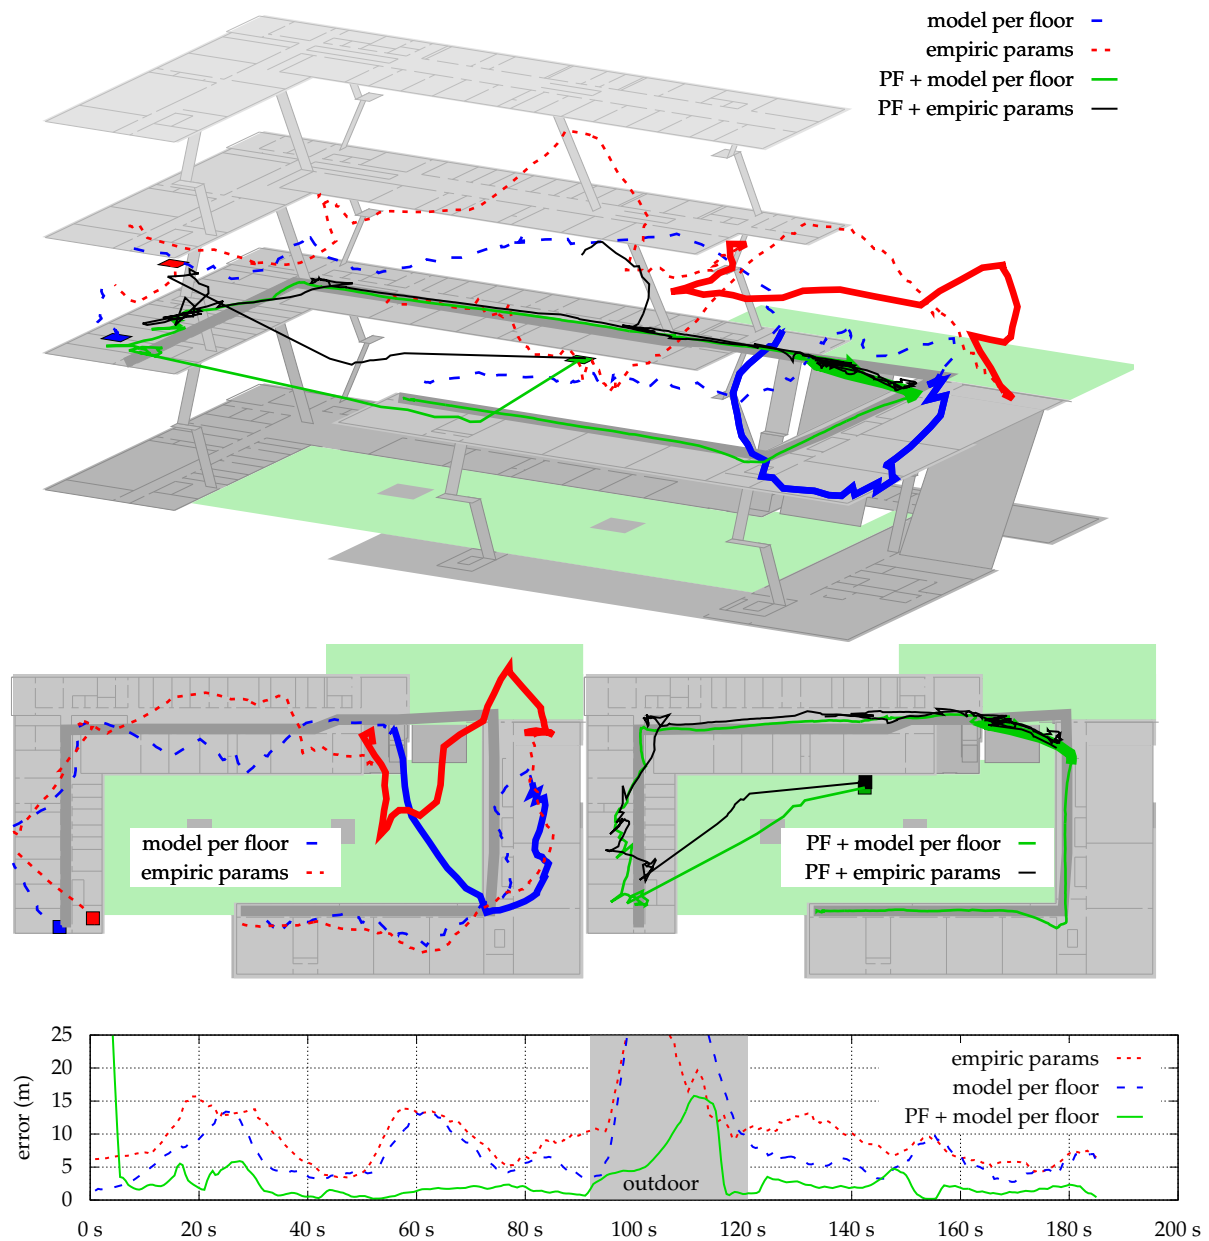 model per floor
empiric params
PF + model per floor
PF + empiric params
model per floor
empiric params
PF + model per floor
PF + empiric params
25
20
15
10
5
0
error (m)
empiric params
model per floor
PF + model per floor
outdoor
0 s 20 s 40 s 60 s 80 s 100 s 120 s 140 s 160 s 180 s 200 s